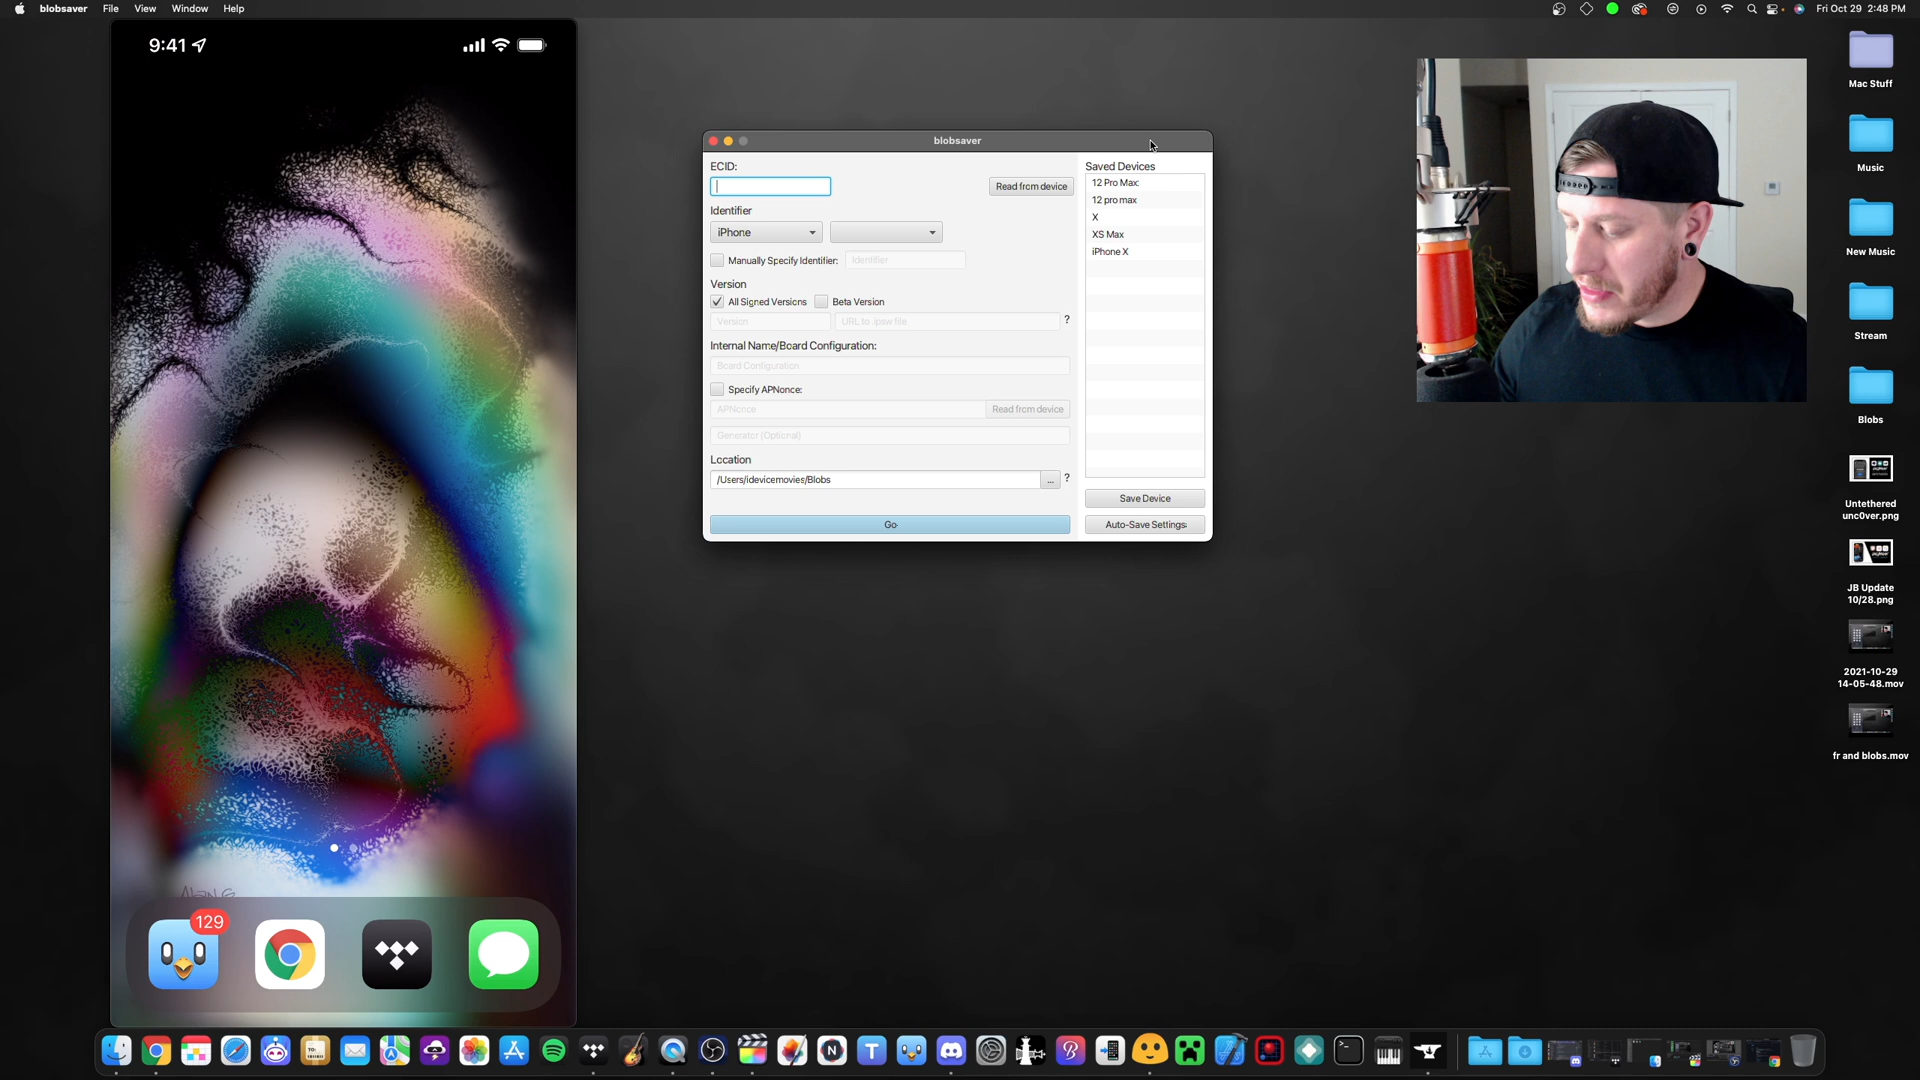 blobsaver File Edit View Window Help
Fri Oct 29 2:48 PM
9:41
129
blobsaver
ECID:
Read from device
Identifier
iPhone
Manually Specify Identifier: Identifier
Version
All Signed Versions Beta Version
Version URL to ipsw file ?
Internal Name/Board Configuration:
Board Configuration
Specify APNonce:
APNonce Read from device
Generator (Optional)
Location
/Users/idevicemovies/Blobs ... ?
Go
Saved Devices
12 Pro Max
12 pro max
X
XS Max
iPhone X
Save Device
Auto-Save Settings
Mac Stuff
Music
New Music
Stream
Blobs
Untethered
unc0ver.png
JB Update
10/28.png
2021-10-29
14-05-48.mov
fr and blobs.mov